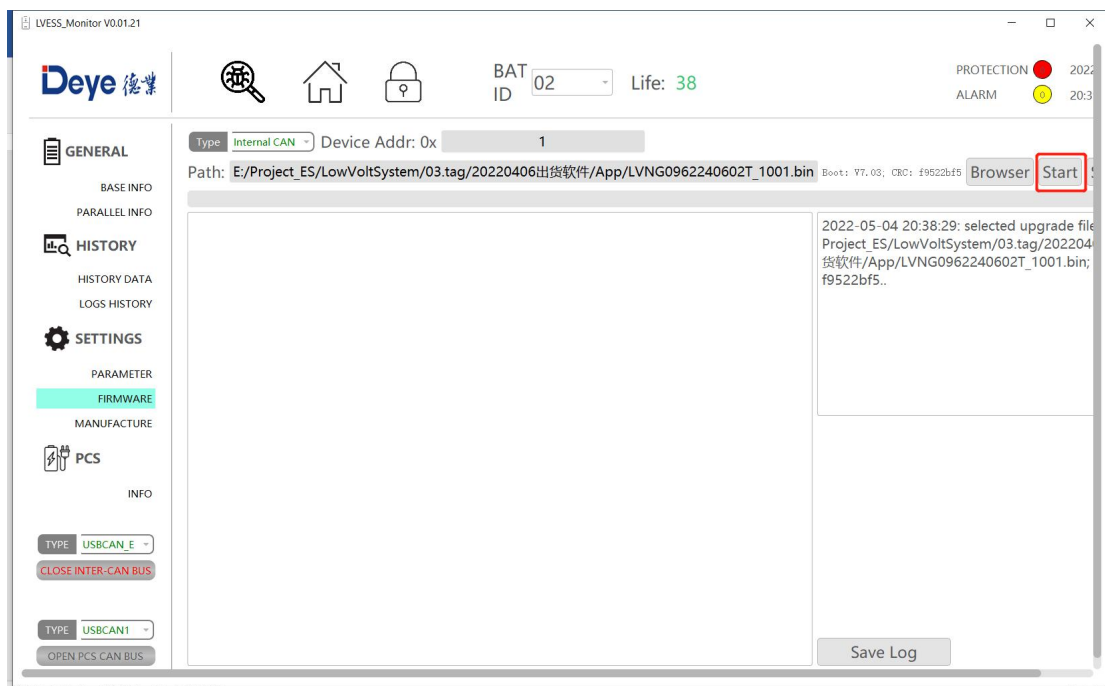 LVESS_Monitor V0.01.21
Deye 德業
BAT ID 02 Life: 38
PROTECTION 2022
ALARM 0 20:3
Type Internal CAN Device Addr: 0x 1
Path: E:/Project_ES/LowVoltSystem/03.tag/20220406出货软件/App/LVNG0962240602T_1001.bin Boot: V7.03; CRC: f9522bf5 Browser Start
GENERAL
BASE INFO
PARALLEL INFO
HISTORY
HISTORY DATA
LOGS HISTORY
SETTINGS
PARAMETER
FIRMWARE
MANUFACTURE
PCS
INFO
TYPE USBCAN_E
CLOSE INTER-CAN BUS
TYPE USBCAN1
OPEN PCS CAN BUS
2022-05-04 20:38:29: selected upgrade file
Project_ES/LowVoltSystem/03.tag/202204
货软件/App/LVNG0962240602T_1001.bin;
f9522bf5..
Save Log